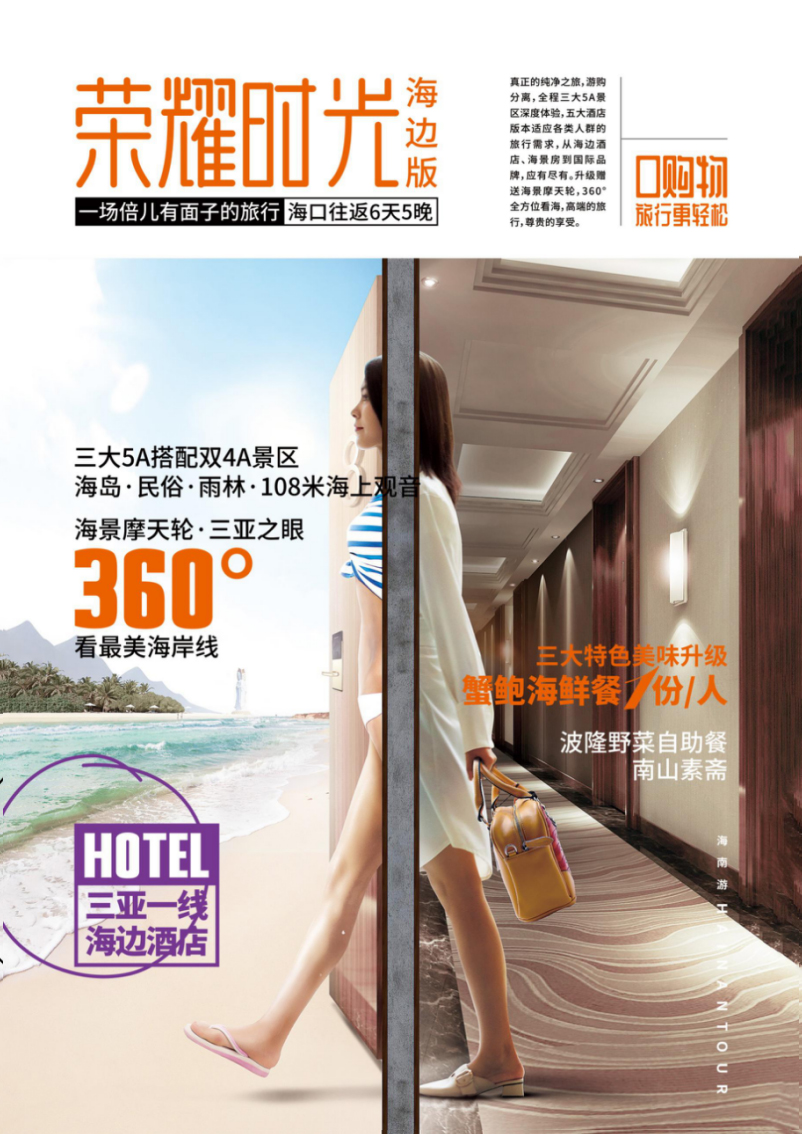 荣耀时光
海边版
一场倍儿有面子的旅行 海口往返6天5晚
真正的纯净之旅,游购
分离,全程三大5A景
区深度体验,五大酒店
版本适应各类人群的
旅行需求,从海边酒
店、海景房到国际品
牌,应有尽有。升级赠
送海景摩天轮,360°
全方位看海,高端的旅
行,尊贵的享受。
0购物
旅行更轻松
三大5A搭配双4A景区
海岛·民俗·雨林·108米海上观音
海景摩天轮·三亚之眼
360°
看最美海岸线
三大特色美味升级
蟹鲍海鲜餐1份/人
波隆野菜自助餐
南山素斋
HOTEL
三亚一线
海边酒店
海南游HAINANTOUR